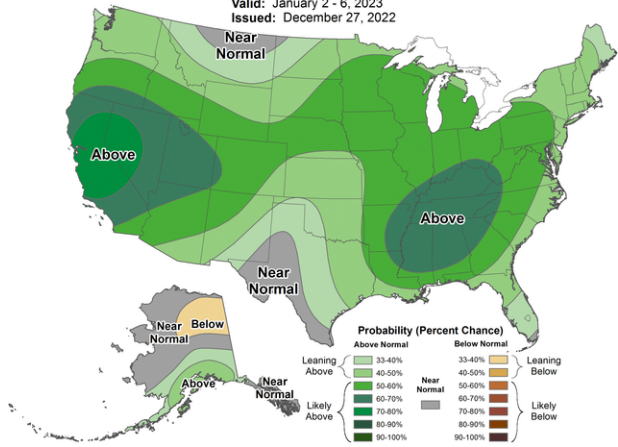 Valid: January 2 - 6, 2023
Issued: December 27, 2022
Near
Normal
Above
Above
Near
Normal
Near
Normal
Below
Above
Near
Normal
Probability (Percent Chance)
Above Normal
Below Normal
Leaning
Above
33-40%
40-50%
Likely
Above
50-60%
60-70%
70-80%
80-90%
90-100%
Near
Normal
33-40%
40-50%
Leaning
Below
50-60%
60-70%
70-80%
80-90%
90-100%
Likely
Below